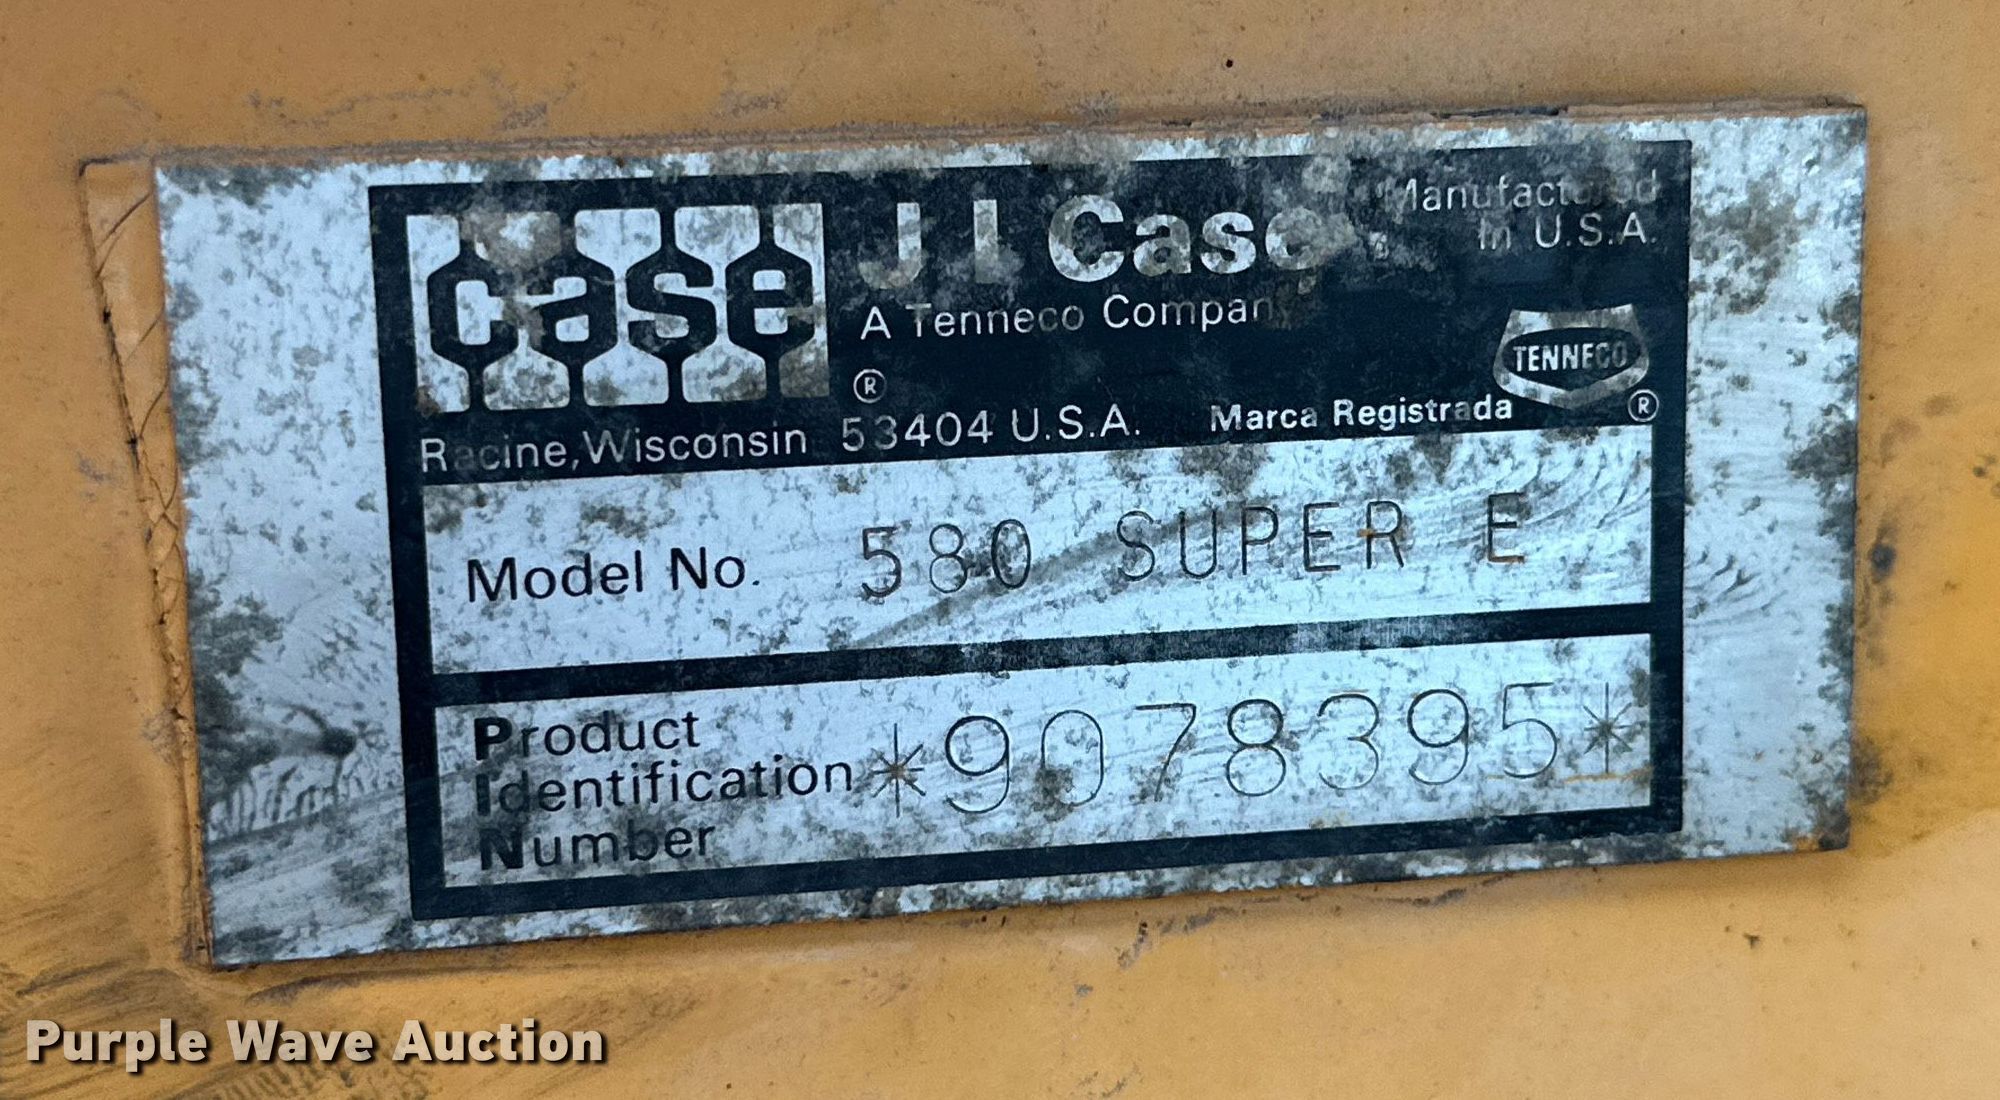 case
J I Case
Manufactured
in U.S.A.
A Tenneco Company
®
TENNECO
®
Racine, Wisconsin 53404 U.S.A. Marca Registrada
Model No. 580 SUPER E
Product
Identification
Number
*9078395*
Purple Wave Auction